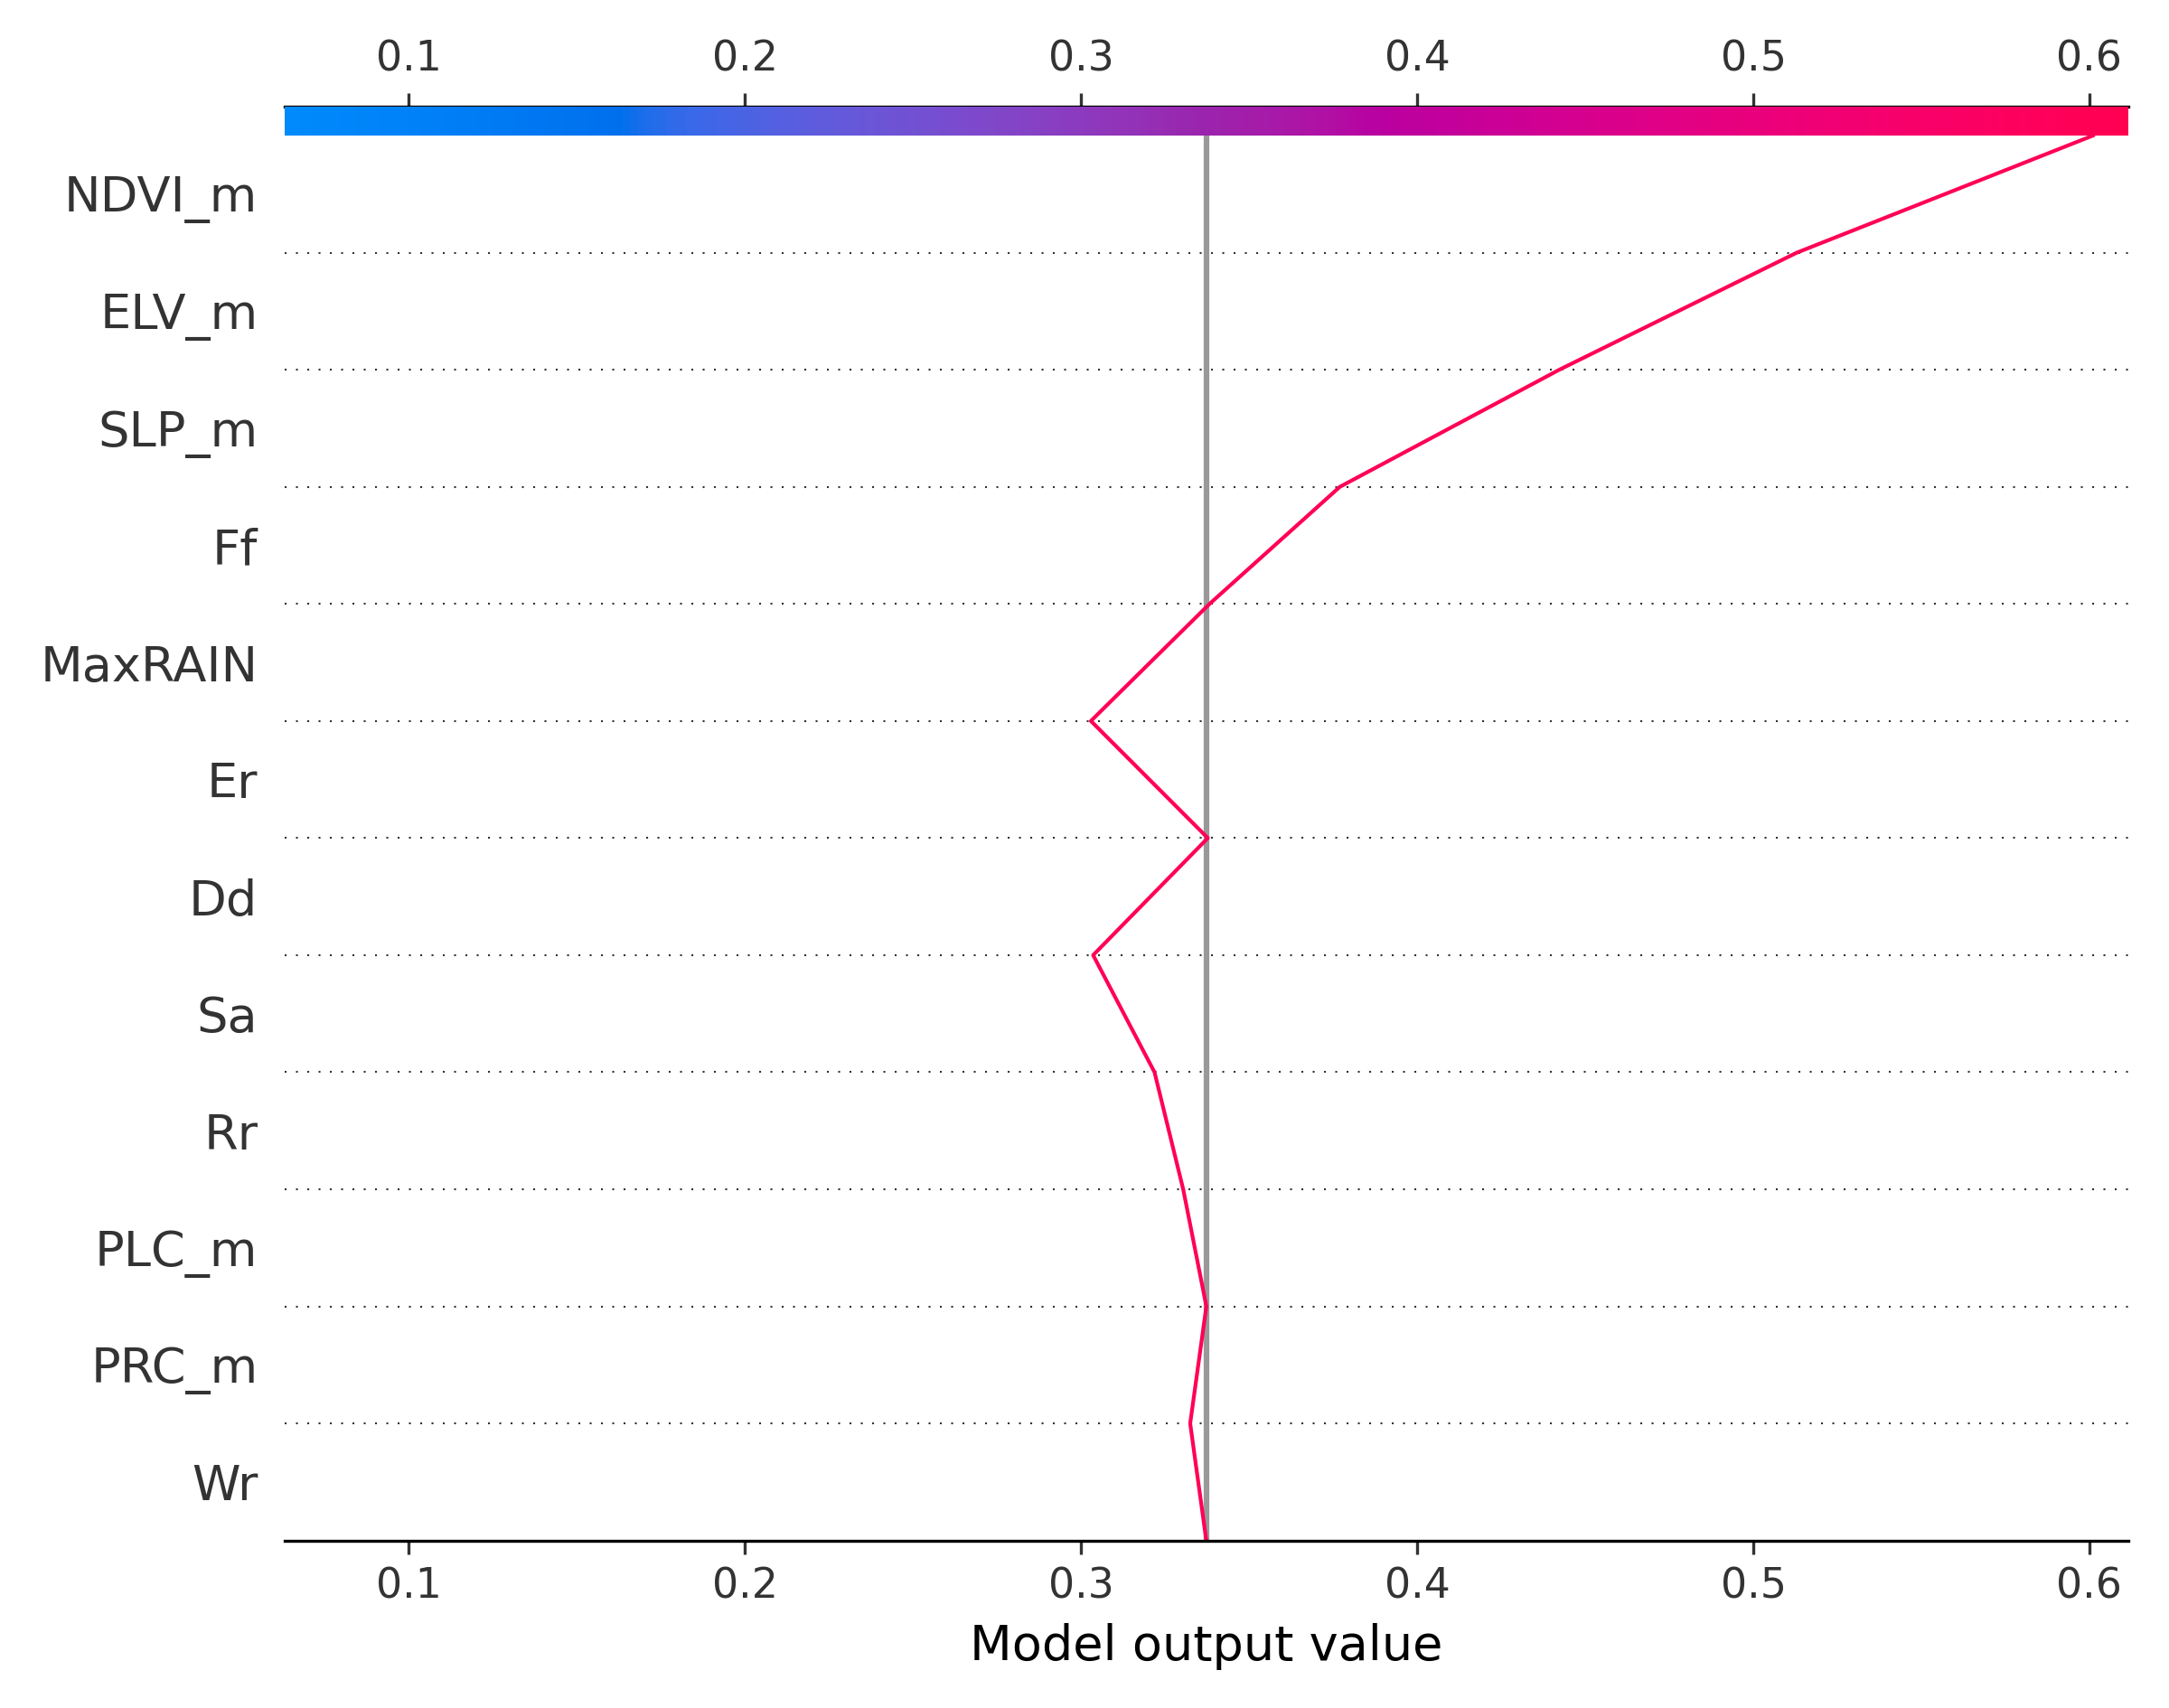 0.1 0.2 0.3 0.4 0.5 0.6
NDVI_m
ELV_m
SLP_m
Ff
MaxRAIN
Er
Dd
Sa
Rr
PLC_m
PRC_m
Wr
0.1 0.2 0.3 0.4 0.5 0.6
Model output value